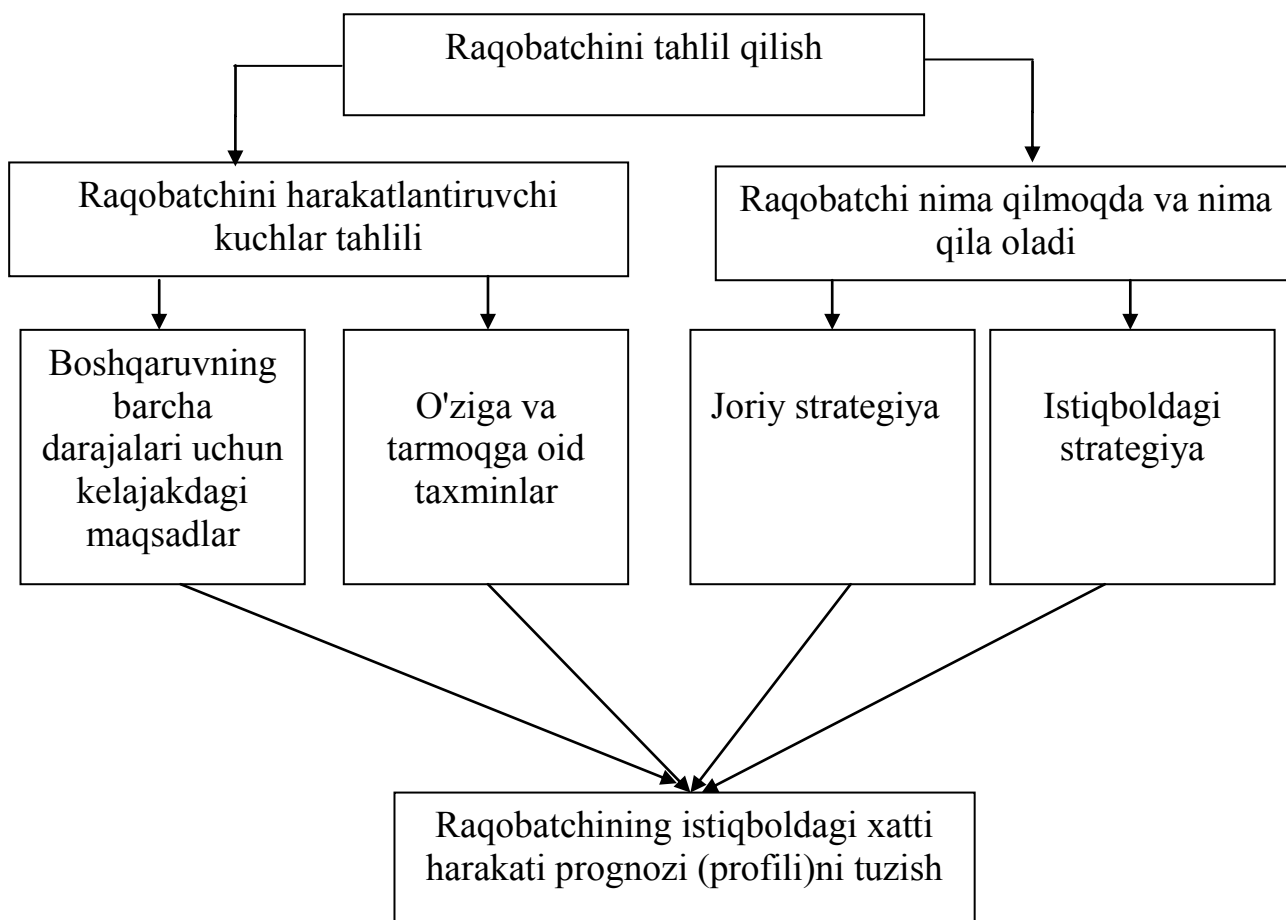 Raqobatchini tahlil qilish
Raqobatchini harakatlantiruvchi
kuchlar tahlili
Raqobatchi nima qilmoqda va nima
qila oladi
Boshqaruvning
barcha
darajalari uchun
kelajakdagi
maqsadlar
O'ziga va
tarmoqga oid
taxminlar
Joriy strategiya
Istiqboldagi
strategiya
Raqobatchining istiqboldagi xatti
harakati prognozi (profili)ni tuzish